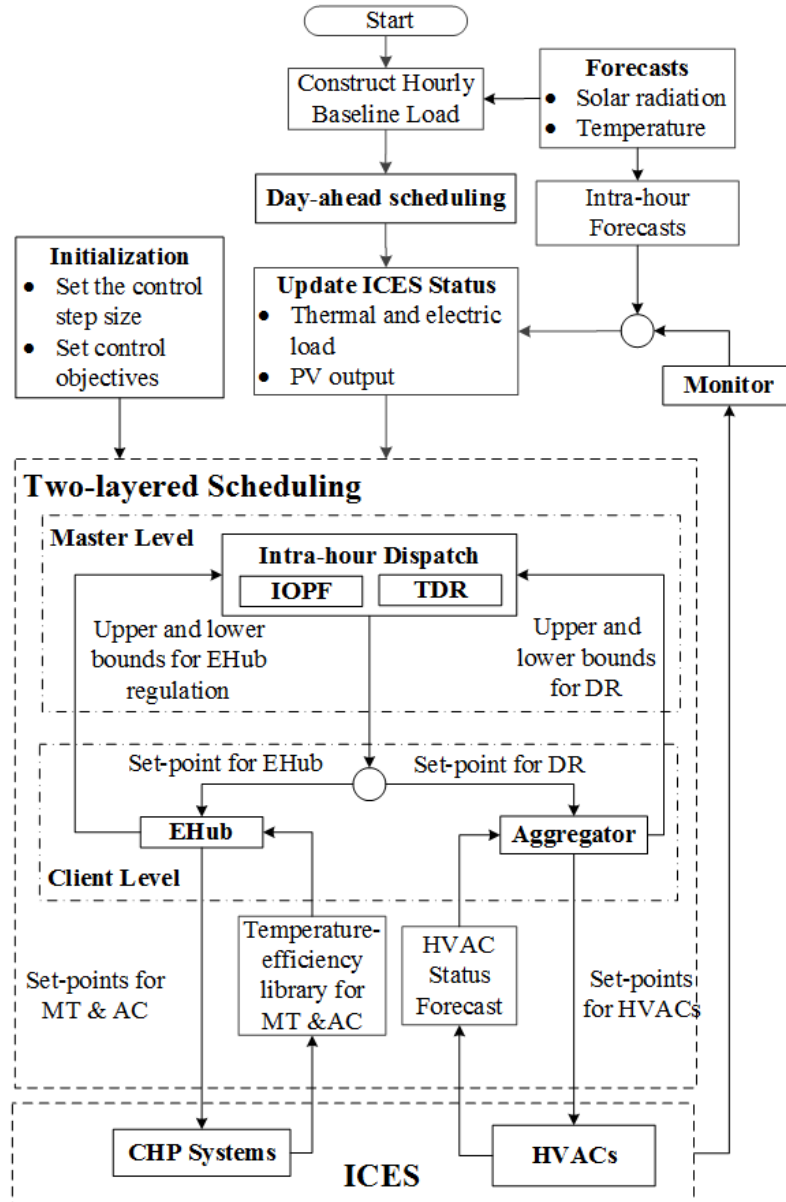 Start
Construct Hourly
Baseline Load
Forecasts
• Solar radiation
• Temperature
Day-ahead scheduling
Intra-hour
Forecasts
Initialization
• Set the control
step size
• Set control
objectives
Update ICES Status
• Thermal and electric
load
• PV output
Monitor
Two-layered Scheduling
Master Level
Intra-hour Dispatch
IOPF
TDR
Upper and lower
bounds for EHub
regulation
Upper and
lower bounds
for DR
Set-point for EHub
Set-point for DR
EHub
Aggregator
Client Level
Set-points for
MT & AC
Temperature-
efficiency
library for
MT &AC
HVAC
Status
Forecast
Set-points
for HVACs
CHP Systems
HVACs
ICES